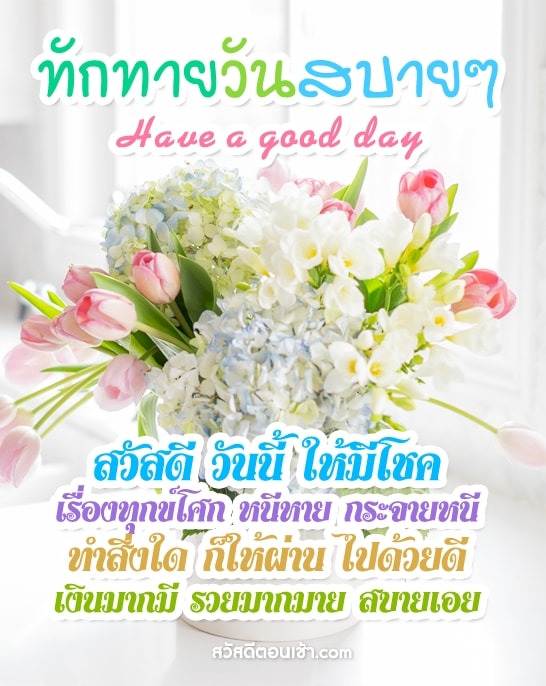 ทักทายวันสบายๆ
Have a good day
สวัสดี วันนี้ ให้มีโชค
เรื่องทุกข์โศก หนีหาย กระจายหนี
ทำสิ่งใด ก็ให้ผ่าน ไปด้วยดี
เงินมากมี รวยมากมาย สบายเอย
สวัสดีตอนเช้า.com